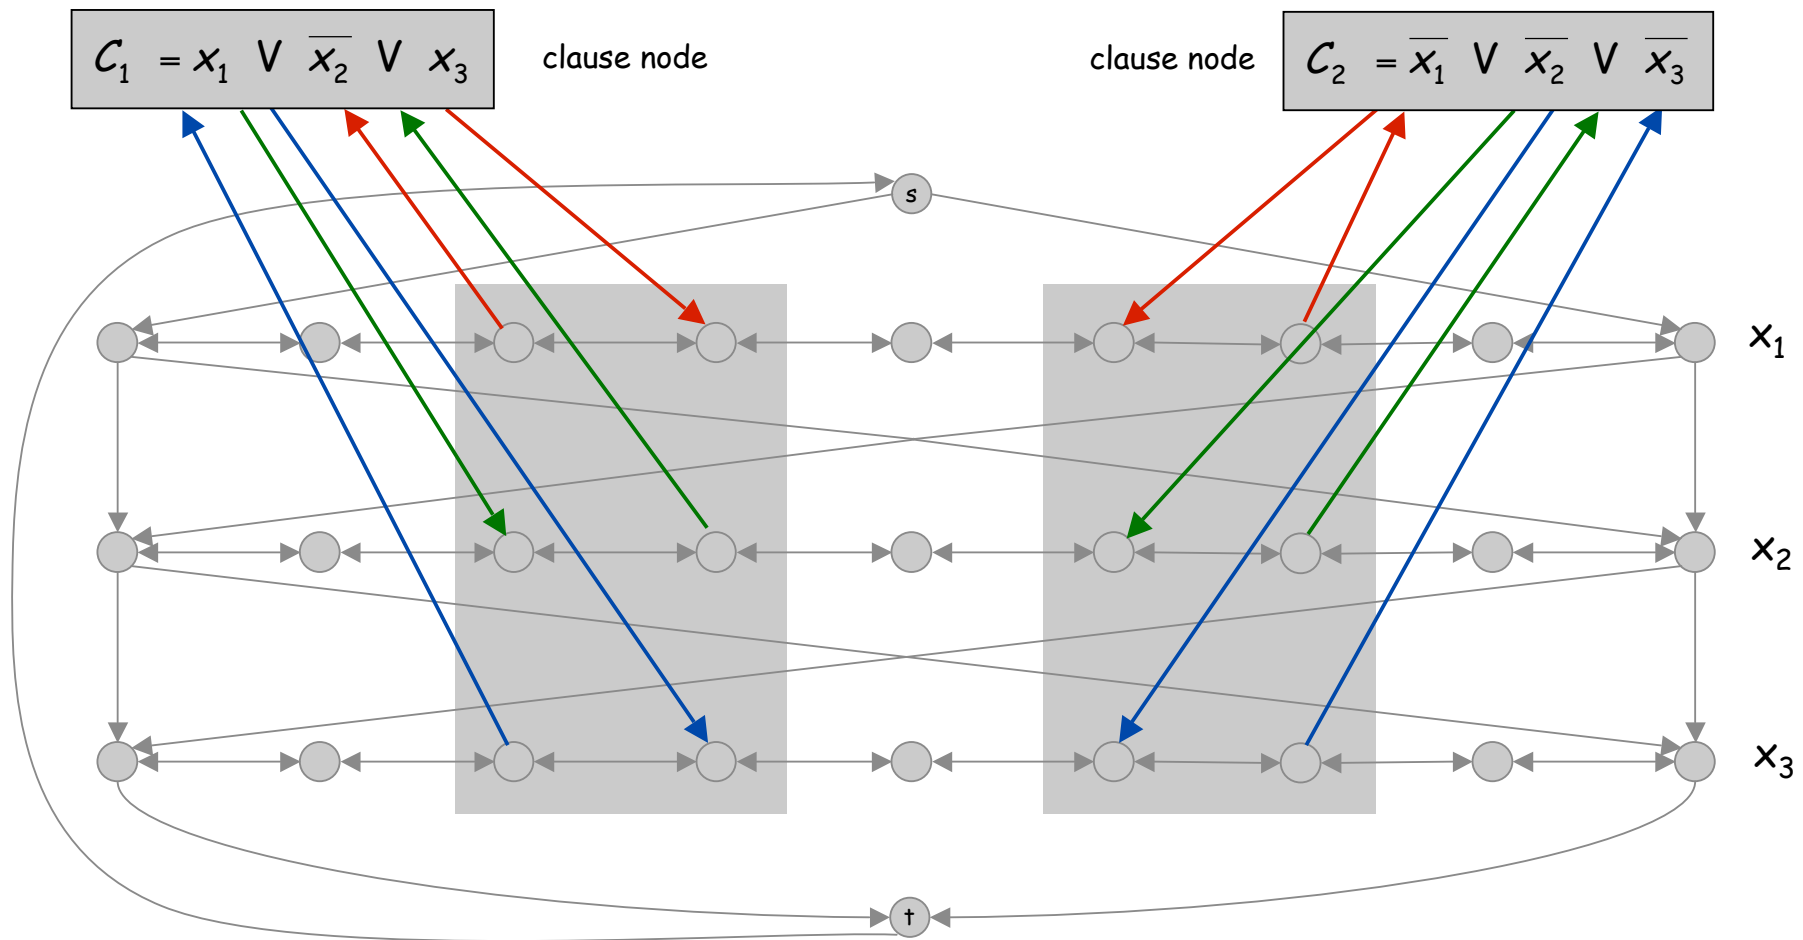 C₁ = x₁ V x̅₂ V x₃
clause node
clause node
C₂ = x̅₁ V x̅₂ V x̅₃
s
x₁
x₂
x₃
t